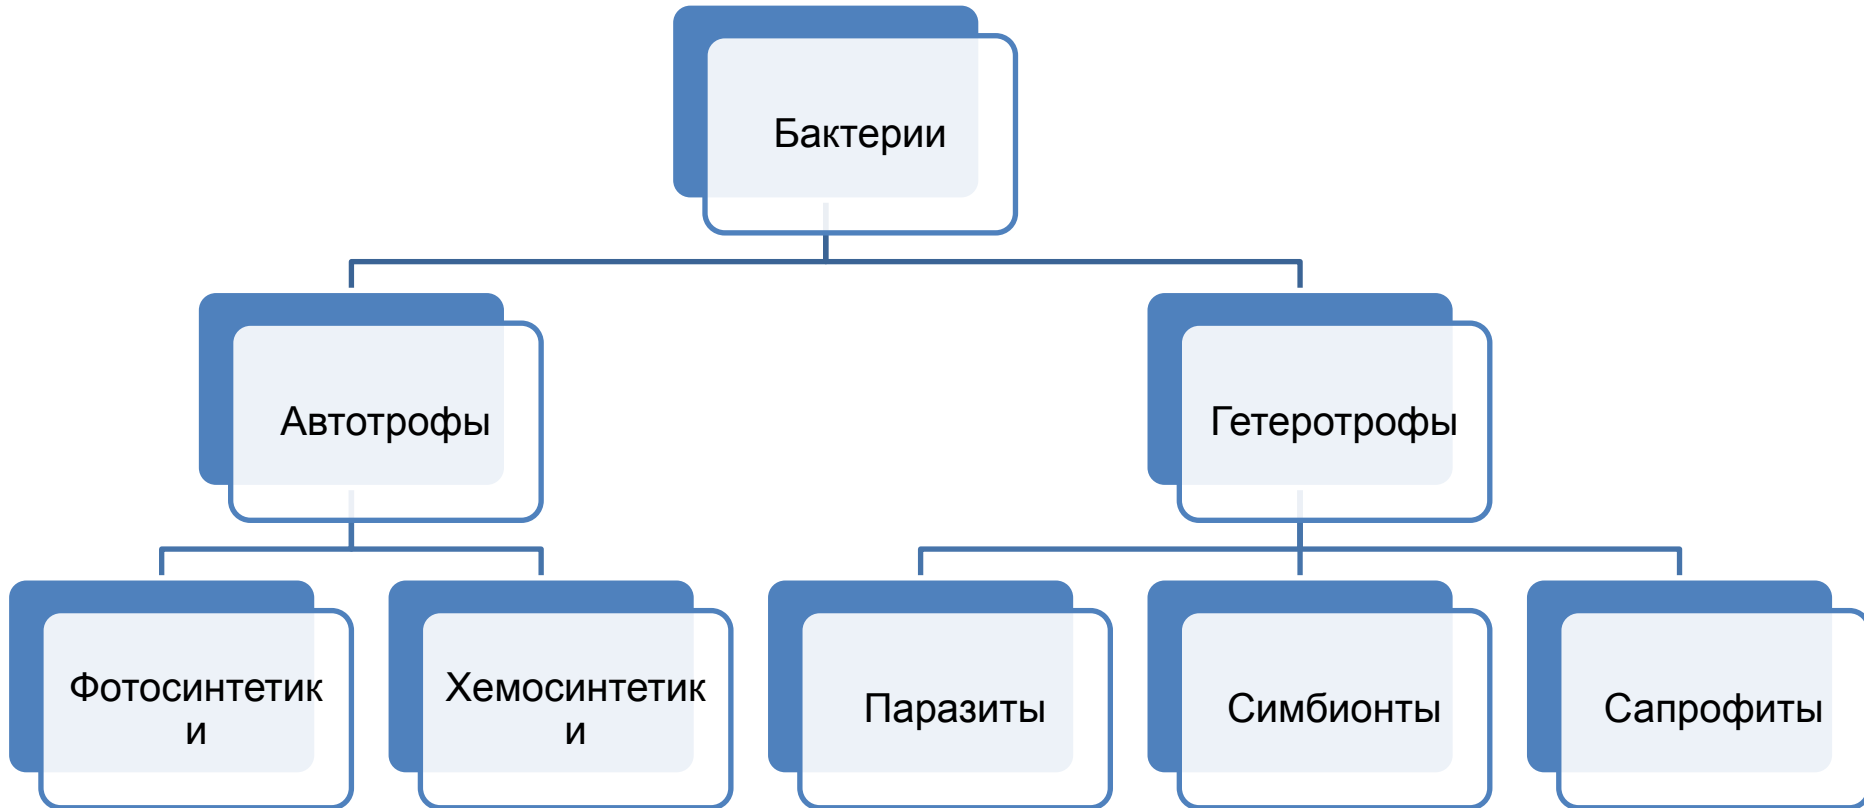 Бактерии
Автотрофы
Гетеротрофы
Фотосинтетик
и
Хемосинтетик
и
Паразиты
Симбионты
Сапрофиты